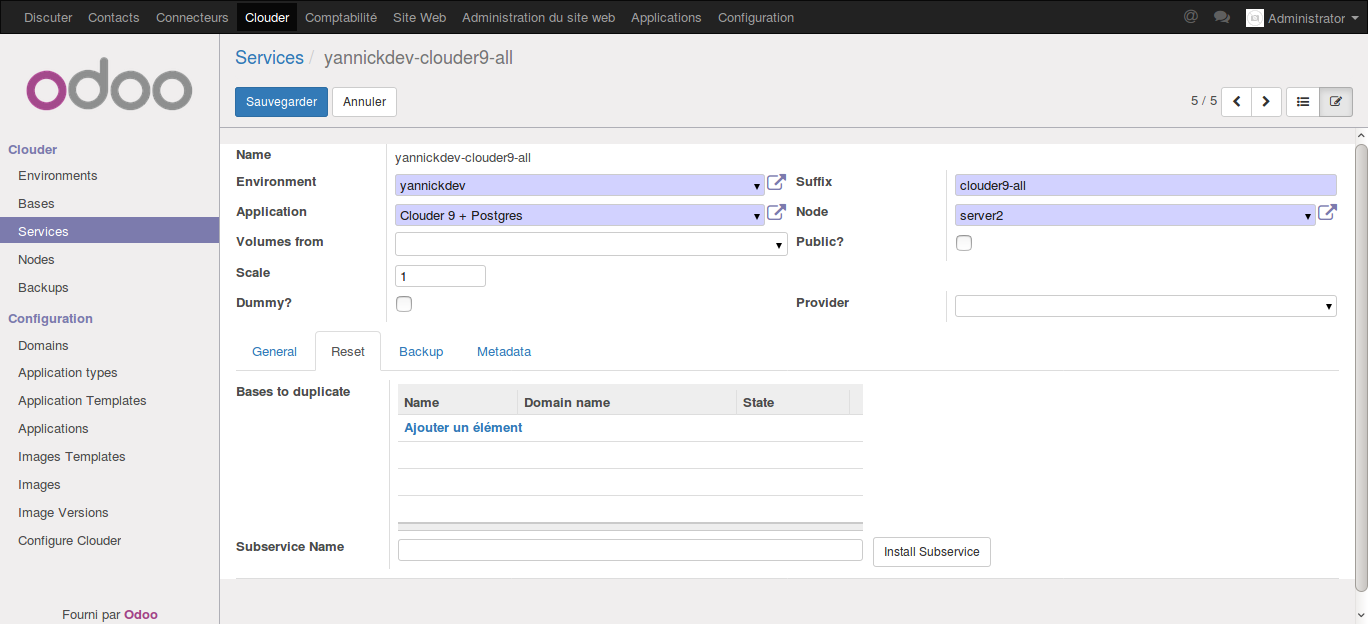 Discuter Contacts Connecteurs Clouder Comptabilité Site Web Administration du site web Applications Configuration @ Administrator
odoo
Clouder
Environments
Bases
Services
Nodes
Backups
Configuration
Domains
Application types
Application Templates
Applications
Images Templates
Images
Image Versions
Configure Clouder
Fourni par Odoo
Services / yannickdev-clouder9-all
Sauvegarder Annuler 5 / 5
Name yannickdev-clouder9-all
Environment yannickdev Suffix clouder9-all
Application Clouder 9 + Postgres Node server2
Volumes from Public?
Scale 1
Dummy? Provider
General Reset Backup Metadata
Bases to duplicate Name Domain name State
Ajouter un élément
Subservice Name Install Subservice